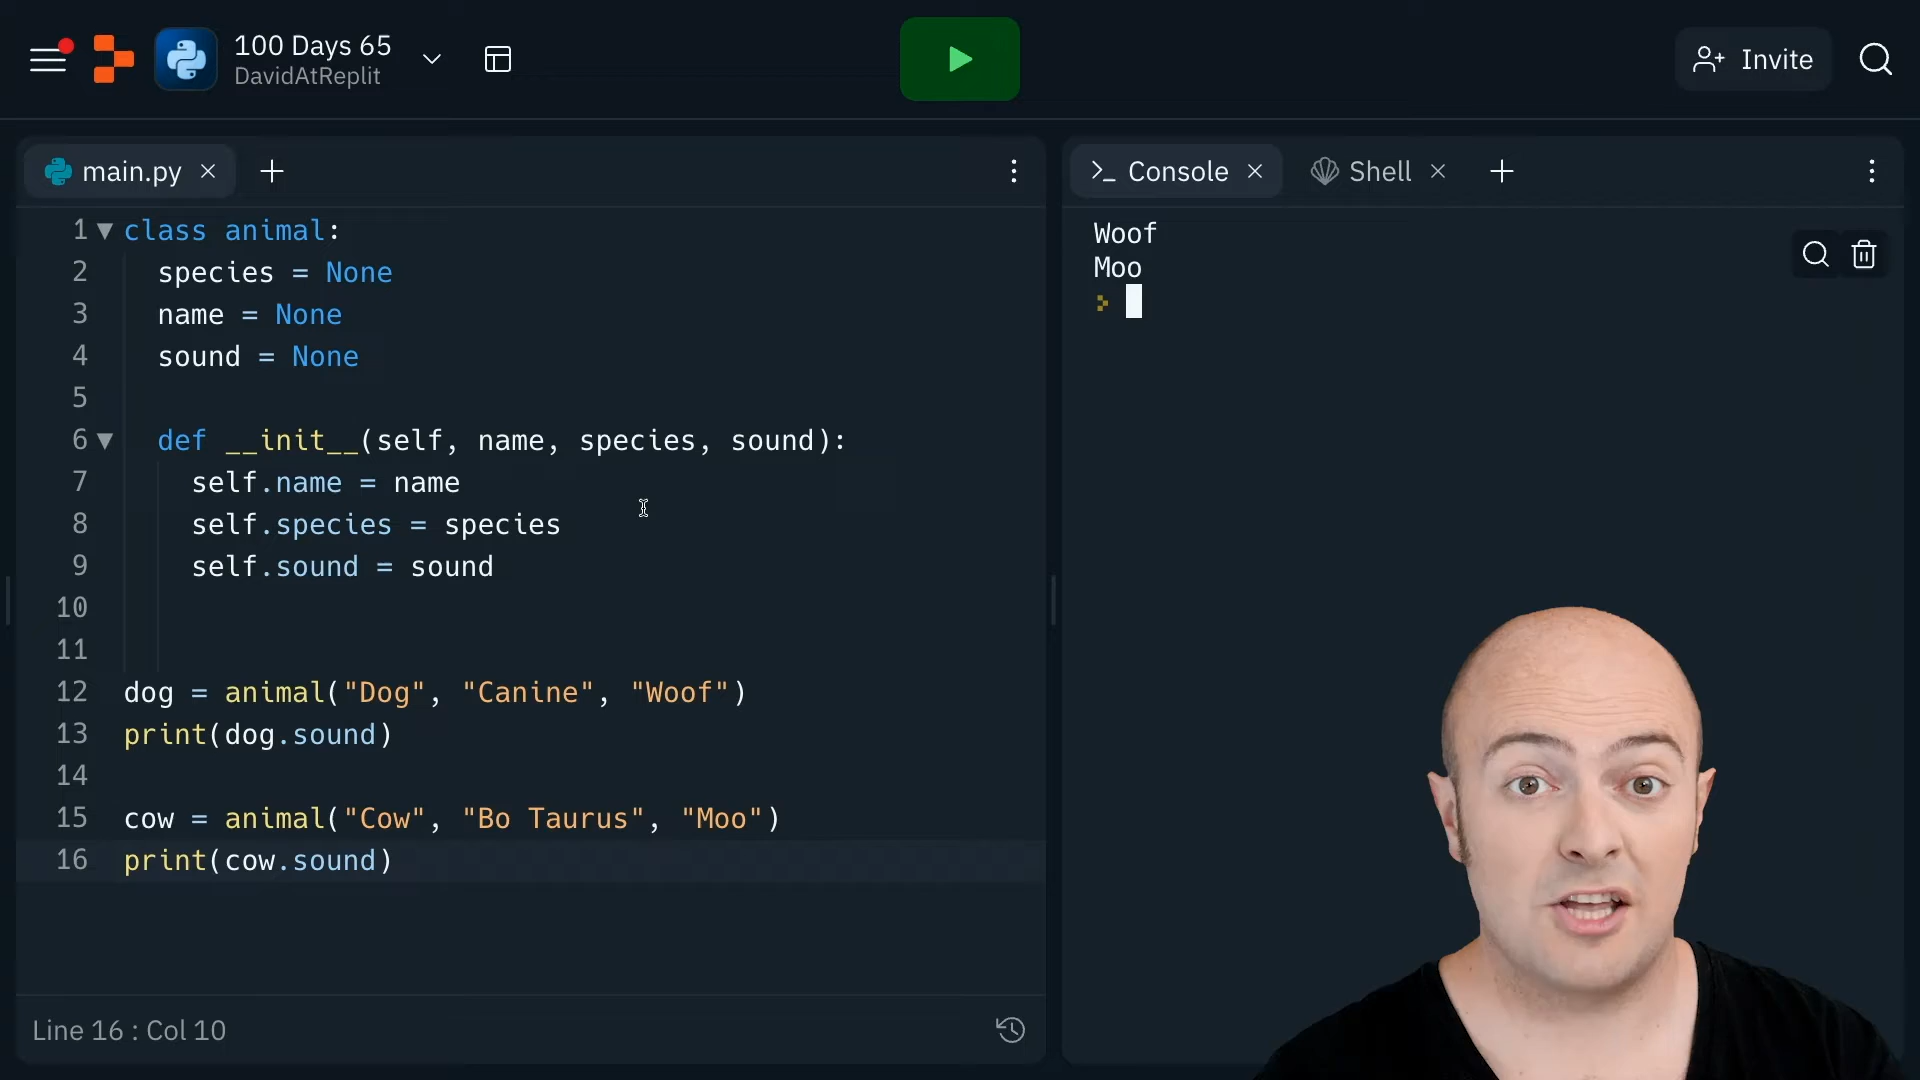 100 Days 65
DavidAtReplit
Invite
main.py
Console
Shell
1 class animal:
2 species = None
3 name = None
4 sound = None
5
6 def __init__(self, name, species, sound):
7 self.name = name
8 self.species = species
9 self.sound = sound
10
11
12 dog = animal("Dog", "Canine", "Woof")
13 print(dog.sound)
14
15 cow = animal("Cow", "Bo Taurus", "Moo")
16 print(cow.sound)
Line 16 : Col 10
Woof
Moo